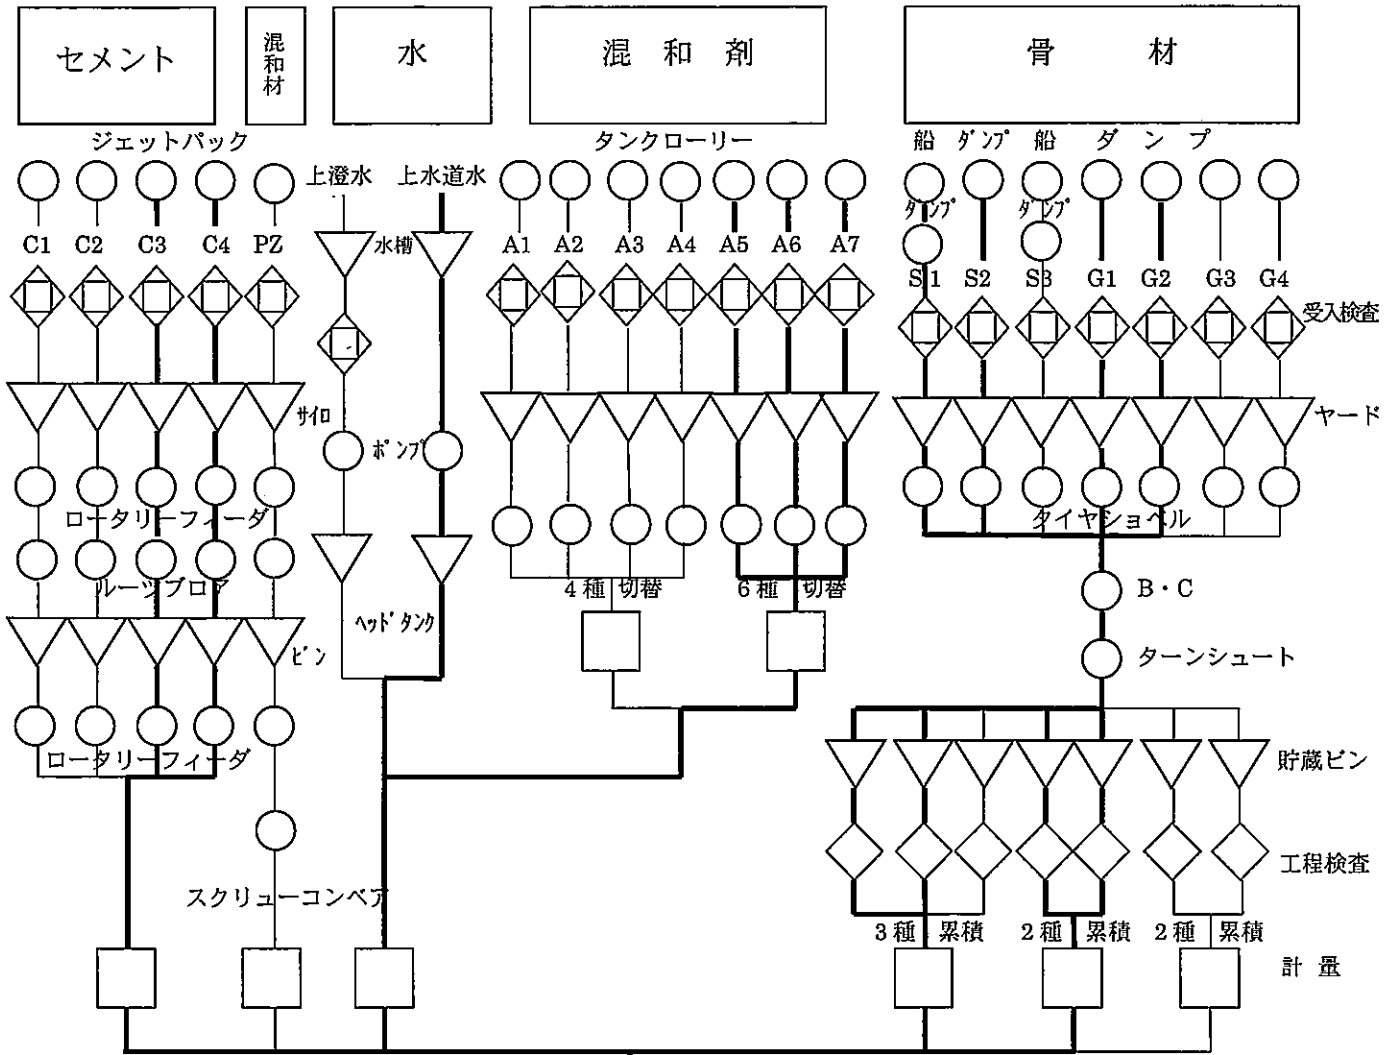 セメント
混和材
水
混 和 剤
骨 材
ジェットパック
タンクローリー
船 ダンプ 船 ダ ン プ
上澄水 上水道水
ダンプ ダンプ
C1 C2 C3 C4 PZ
水槽
A1 A2 A3 A4 A5 A6 A7
S1 S2 S3 G1 G2 G3 G4
受入検査
サイロ
ヤード
ポンプ
ロータリーフィーダ
タイヤショベル
ルーツブロア
4種 切替 6種 切替
B・C
ヘッドタンク
ビン
ターンシュート
ロータリーフィーダ
貯蔵ビン
工程検査
スクリューコンベア
3種 累積 2種 累積 2種 累積
計 量